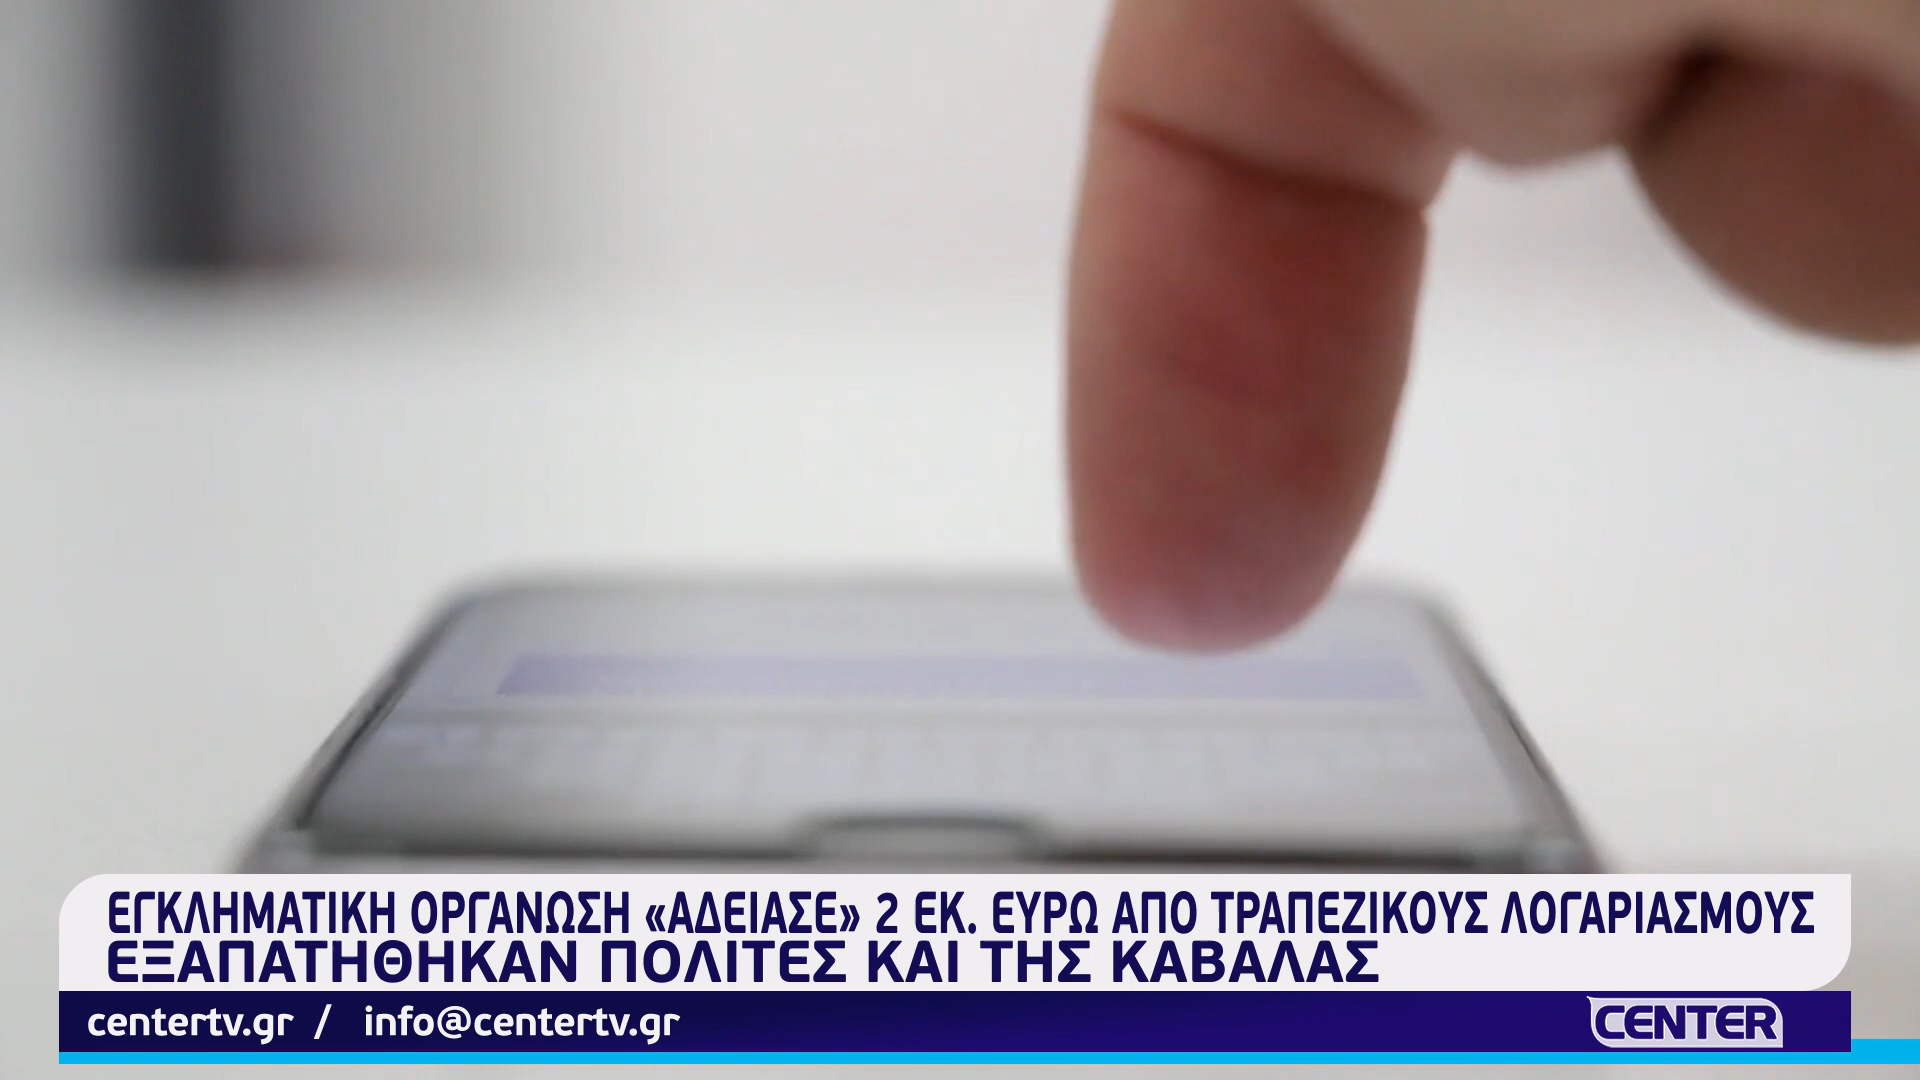 ΕΓΚΛΗΜΑΤΙΚΗ ΟΡΓΑΝΩΣΗ «ΑΔΕΙΑΣΕ» 2 ΕΚ. ΕΥΡΩ ΑΠΟ ΤΡΑΠΕΖΙΚΟΥΣ ΛΟΓΑΡΙΑΣΜΟΥΣ
ΕΞΑΠΑΤΗΘΗΚΑΝ ΠΟΛΙΤΕΣ ΚΑΙ ΤΗΣ ΚΑΒΑΛΑΣ
centertv.gr / info@centertv.gr
CENTER